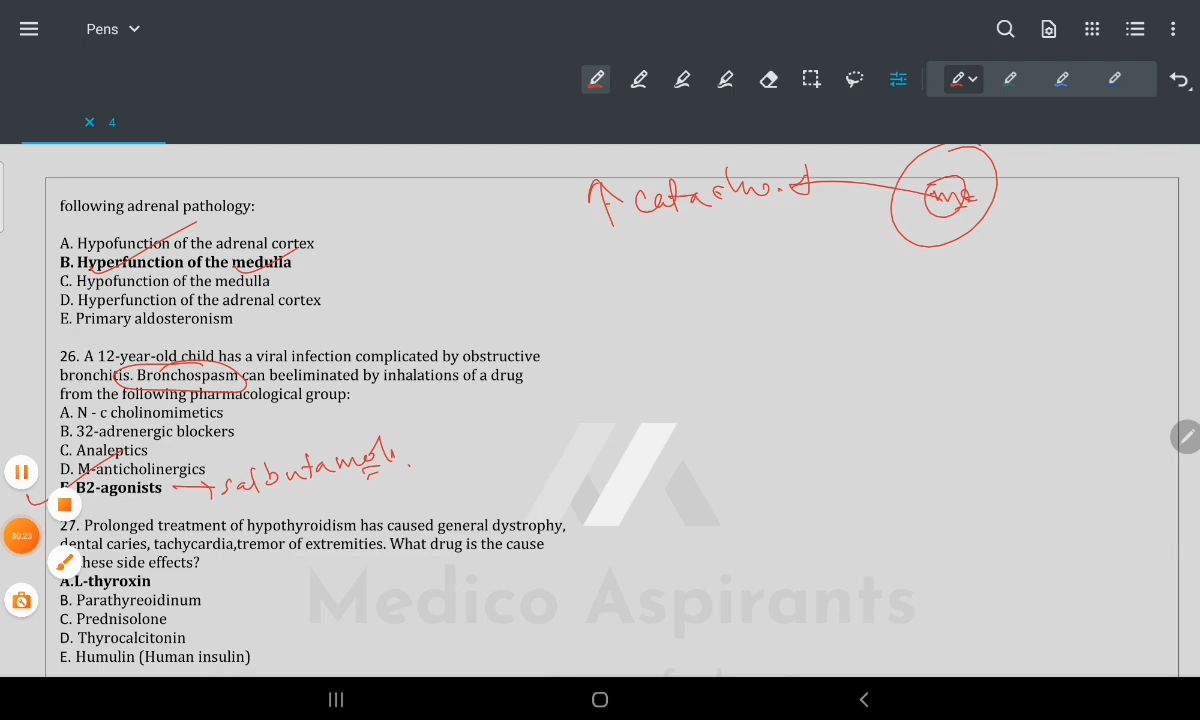 Pens
4
↑ catacho.
following adrenal pathology:
A. Hypofunction of the adrenal cortex
B. Hyperfunction of the medulla
C. Hypofunction of the medulla
D. Hyperfunction of the adrenal cortex
E. Primary aldosteronism
26. A 12-year-old child has a viral infection complicated by obstructive
bronchitis. Bronchospasm can beeliminated by inhalations of a drug
from the following pharmacological group:
A. N - c cholinomimetics
B. 32-adrenergic blockers
C. Analeptics
D. M-anticholinergics
E. B2-agonists → salbutamol.
27. Prolonged treatment of hypothyroidism has caused general dystrophy,
dental caries, tachycardia,tremor of extremities. What drug is the cause
these side effects?
A.L-thyroxin
B. Parathyreoidinum
C. Prednisolone
D. Thyrocalcitonin
E. Humulin (Human insulin)
Medico Aspirants